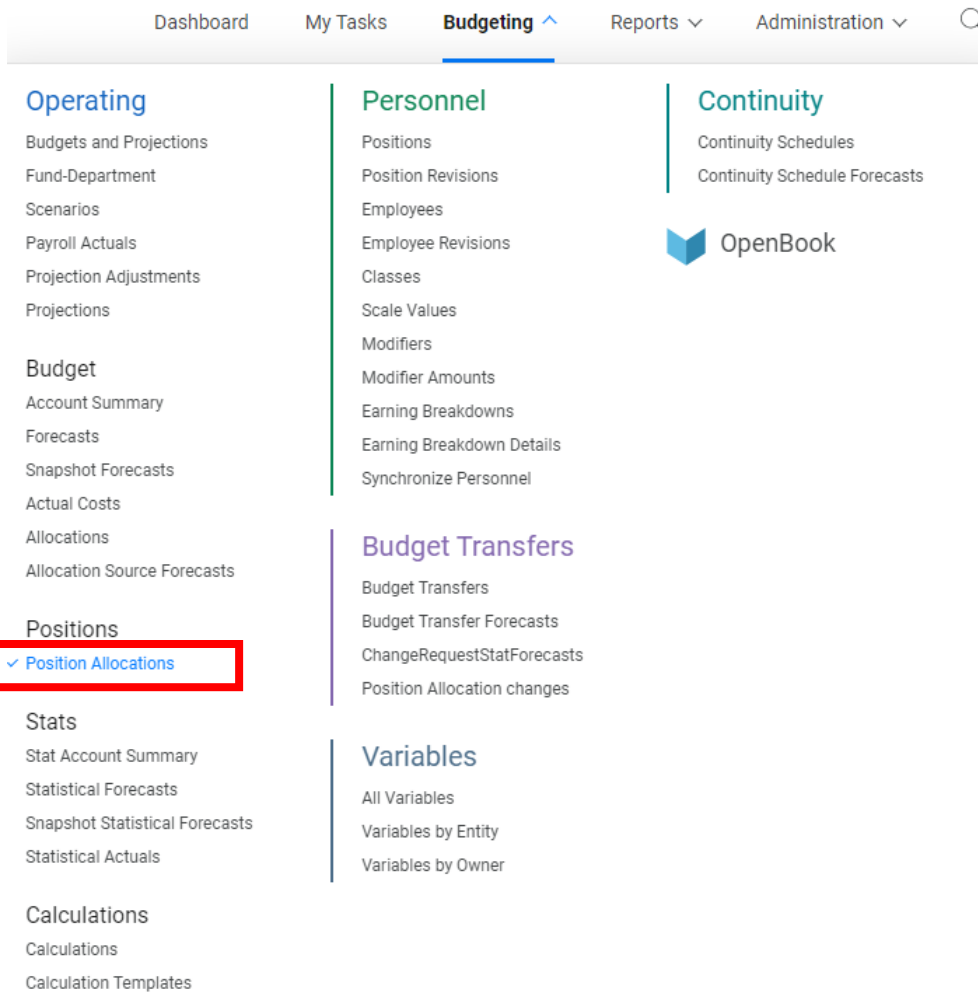 Dashboard My Tasks Budgeting Reports Administration
Operating
Budgets and Projections
Fund-Department
Scenarios
Payroll Actuals
Projection Adjustments
Projections
Budget
Account Summary
Forecasts
Snapshot Forecasts
Actual Costs
Allocations
Allocation Source Forecasts
Positions
Position Allocations
Stats
Stat Account Summary
Statistical Forecasts
Snapshot Statistical Forecasts
Statistical Actuals
Calculations
Calculations
Calculation Templates
Personnel
Positions
Position Revisions
Employees
Employee Revisions
Classes
Scale Values
Modifiers
Modifier Amounts
Earning Breakdowns
Earning Breakdown Details
Synchronize Personnel
Budget Transfers
Budget Transfers
Budget Transfer Forecasts
ChangeRequestStatForecasts
Position Allocation changes
Variables
All Variables
Variables by Entity
Variables by Owner
Continuity
Continuity Schedules
Continuity Schedule Forecasts
OpenBook